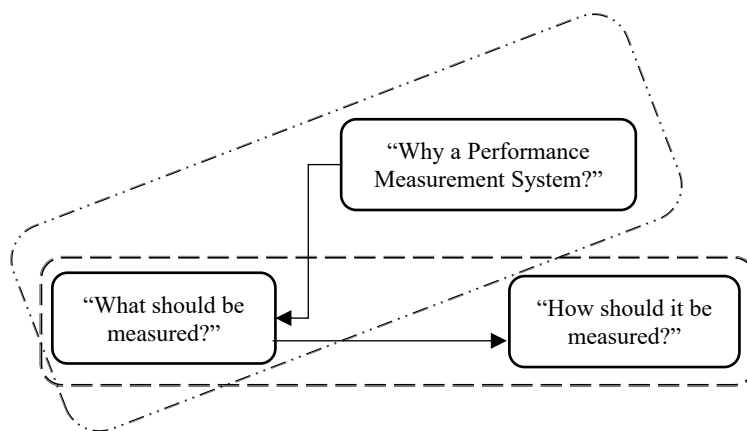 “Why a Performance
Measurement System?”
“What should be
measured?”
“How should it be
measured?”